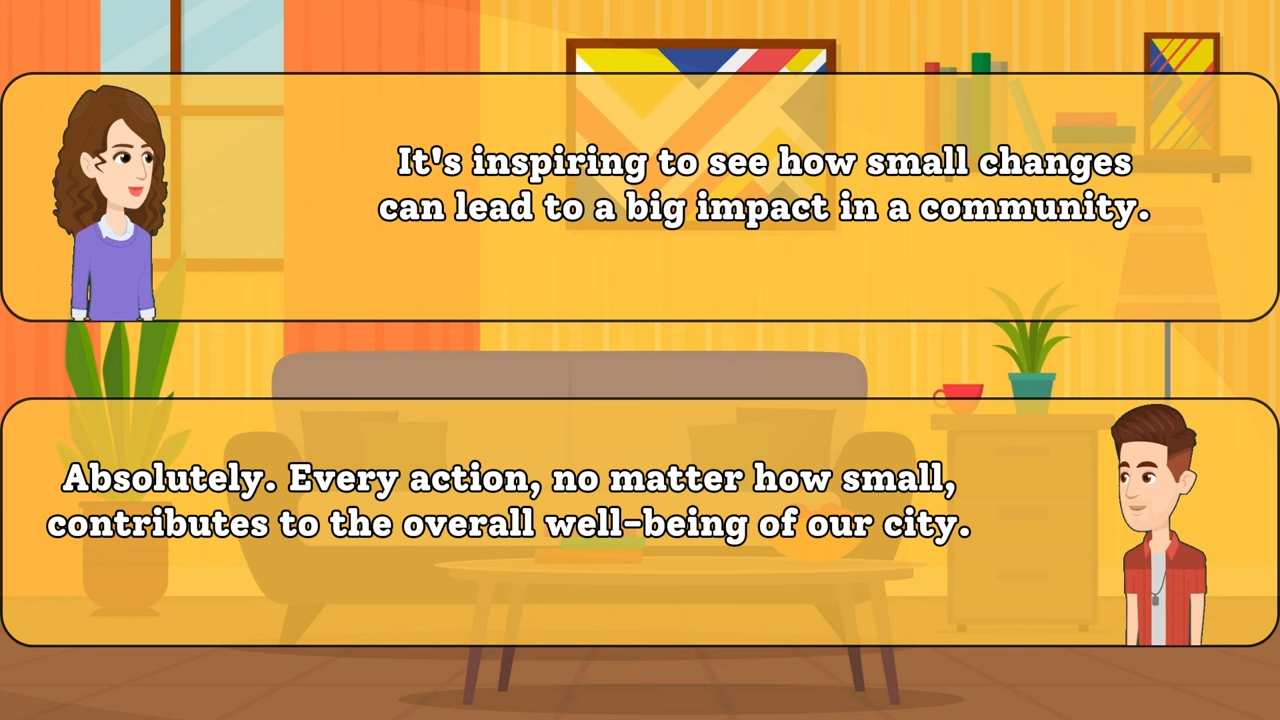 It's inspiring to see how small changes
can lead to a big impact in a community.
Absolutely. Every action, no matter how small,
contributes to the overall well-being of our city.